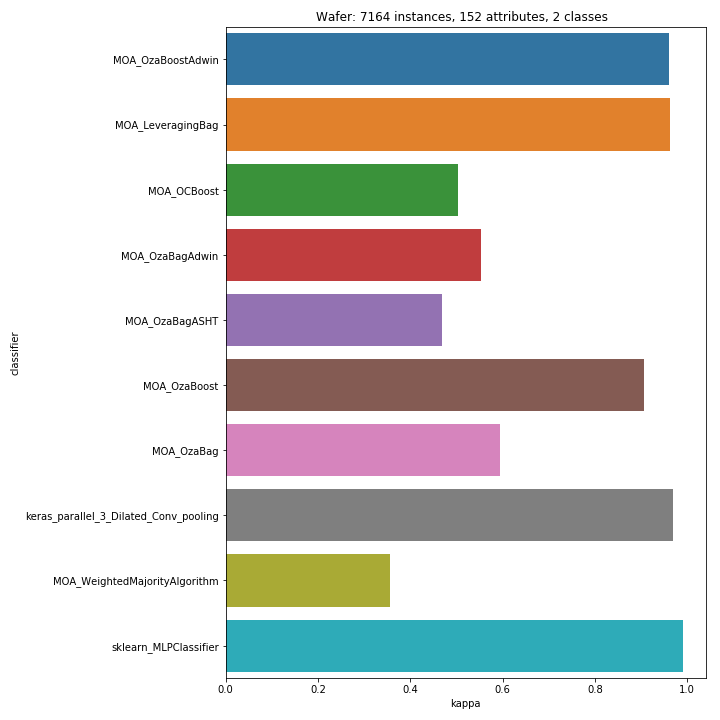 Wafer: 7164 instances, 152 attributes, 2 classes
classifier
MOA_OzaBoostAdwin
MOA_LeveragingBag
MOA_OCBoost
MOA_OzaBagAdwin
MOA_OzaBagASHT
MOA_OzaBoost
MOA_OzaBag
keras_parallel_3_Dilated_Conv_pooling
MOA_WeightedMajorityAlgorithm
sklearn_MLPClassifier
0.0 0.2 0.4 0.6 0.8 1.0
kappa